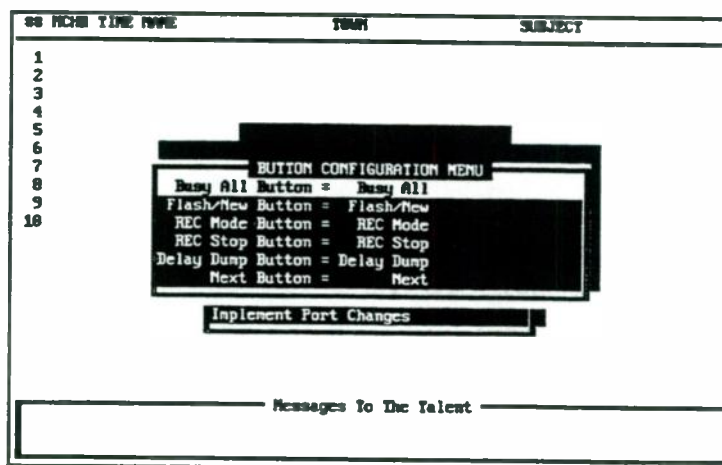 ## MCHN TIME NAME TOWN SUBJECT
1
2
3
4
5
6
7
8
9
10
BUTTON CONFIGURATION MENU
Busy All Button = Busy All
Flash/New Button = Flash/New
REC Mode Button = REC Mode
REC Stop Button = REC Stop
Delay Dump Button = Delay Dump
Next Button = Next
Implement Port Changes
Messages To The Talent